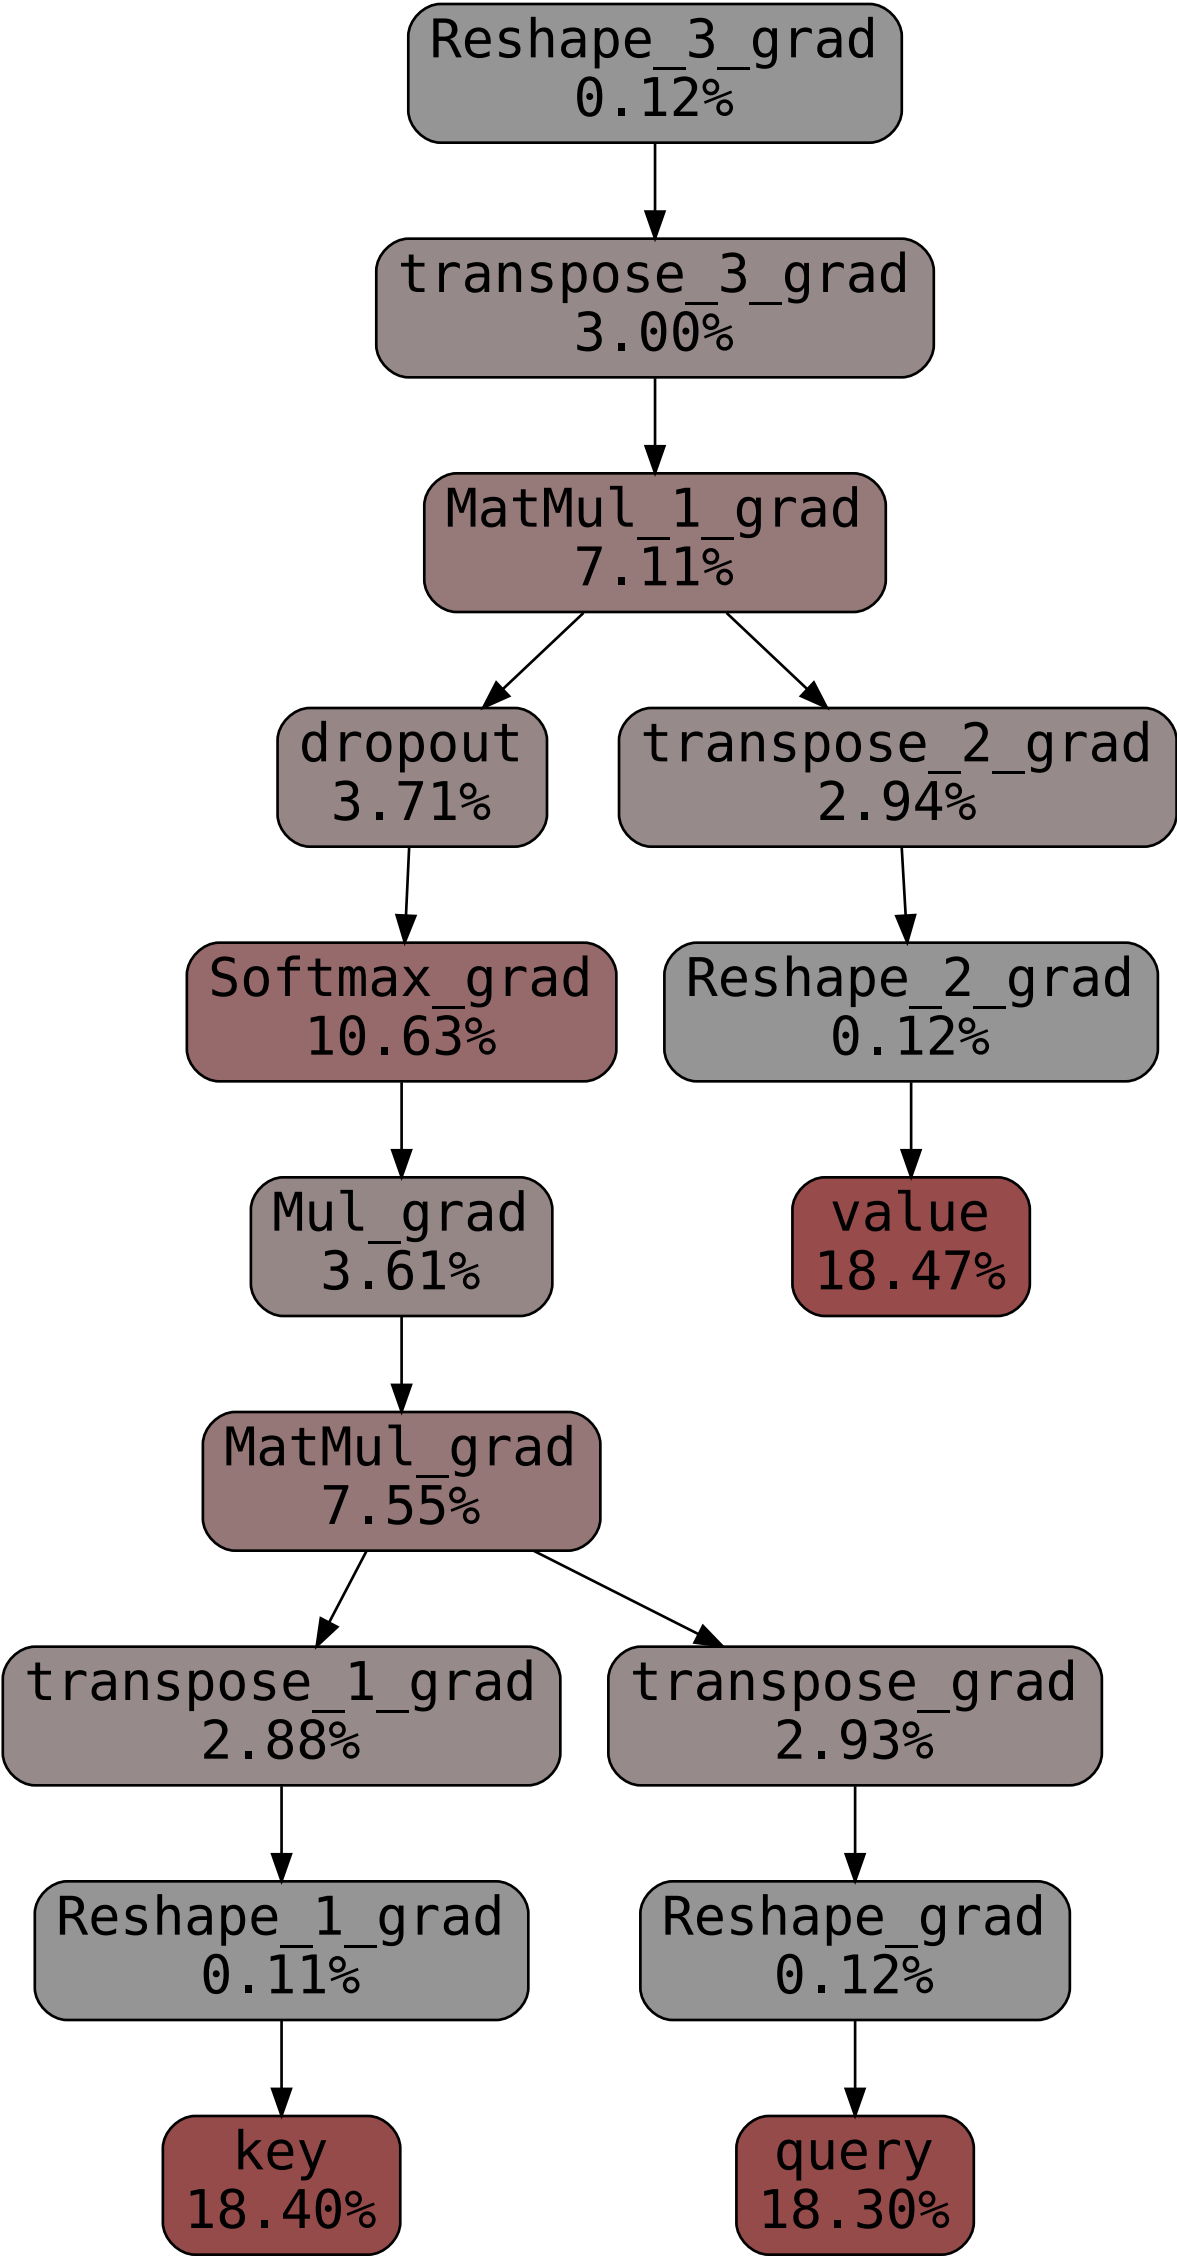 Reshape_3_grad
0.12%
transpose_3_grad
3.00%
MatMul_1_grad
7.11%
dropout
3.71%
transpose_2_grad
2.94%
Softmax_grad
10.63%
Reshape_2_grad
0.12%
Mul_grad
3.61%
value
18.47%
MatMul_grad
7.55%
transpose_1_grad
2.88%
transpose_grad
2.93%
Reshape_1_grad
0.11%
Reshape_grad
0.12%
key
18.40%
query
18.30%